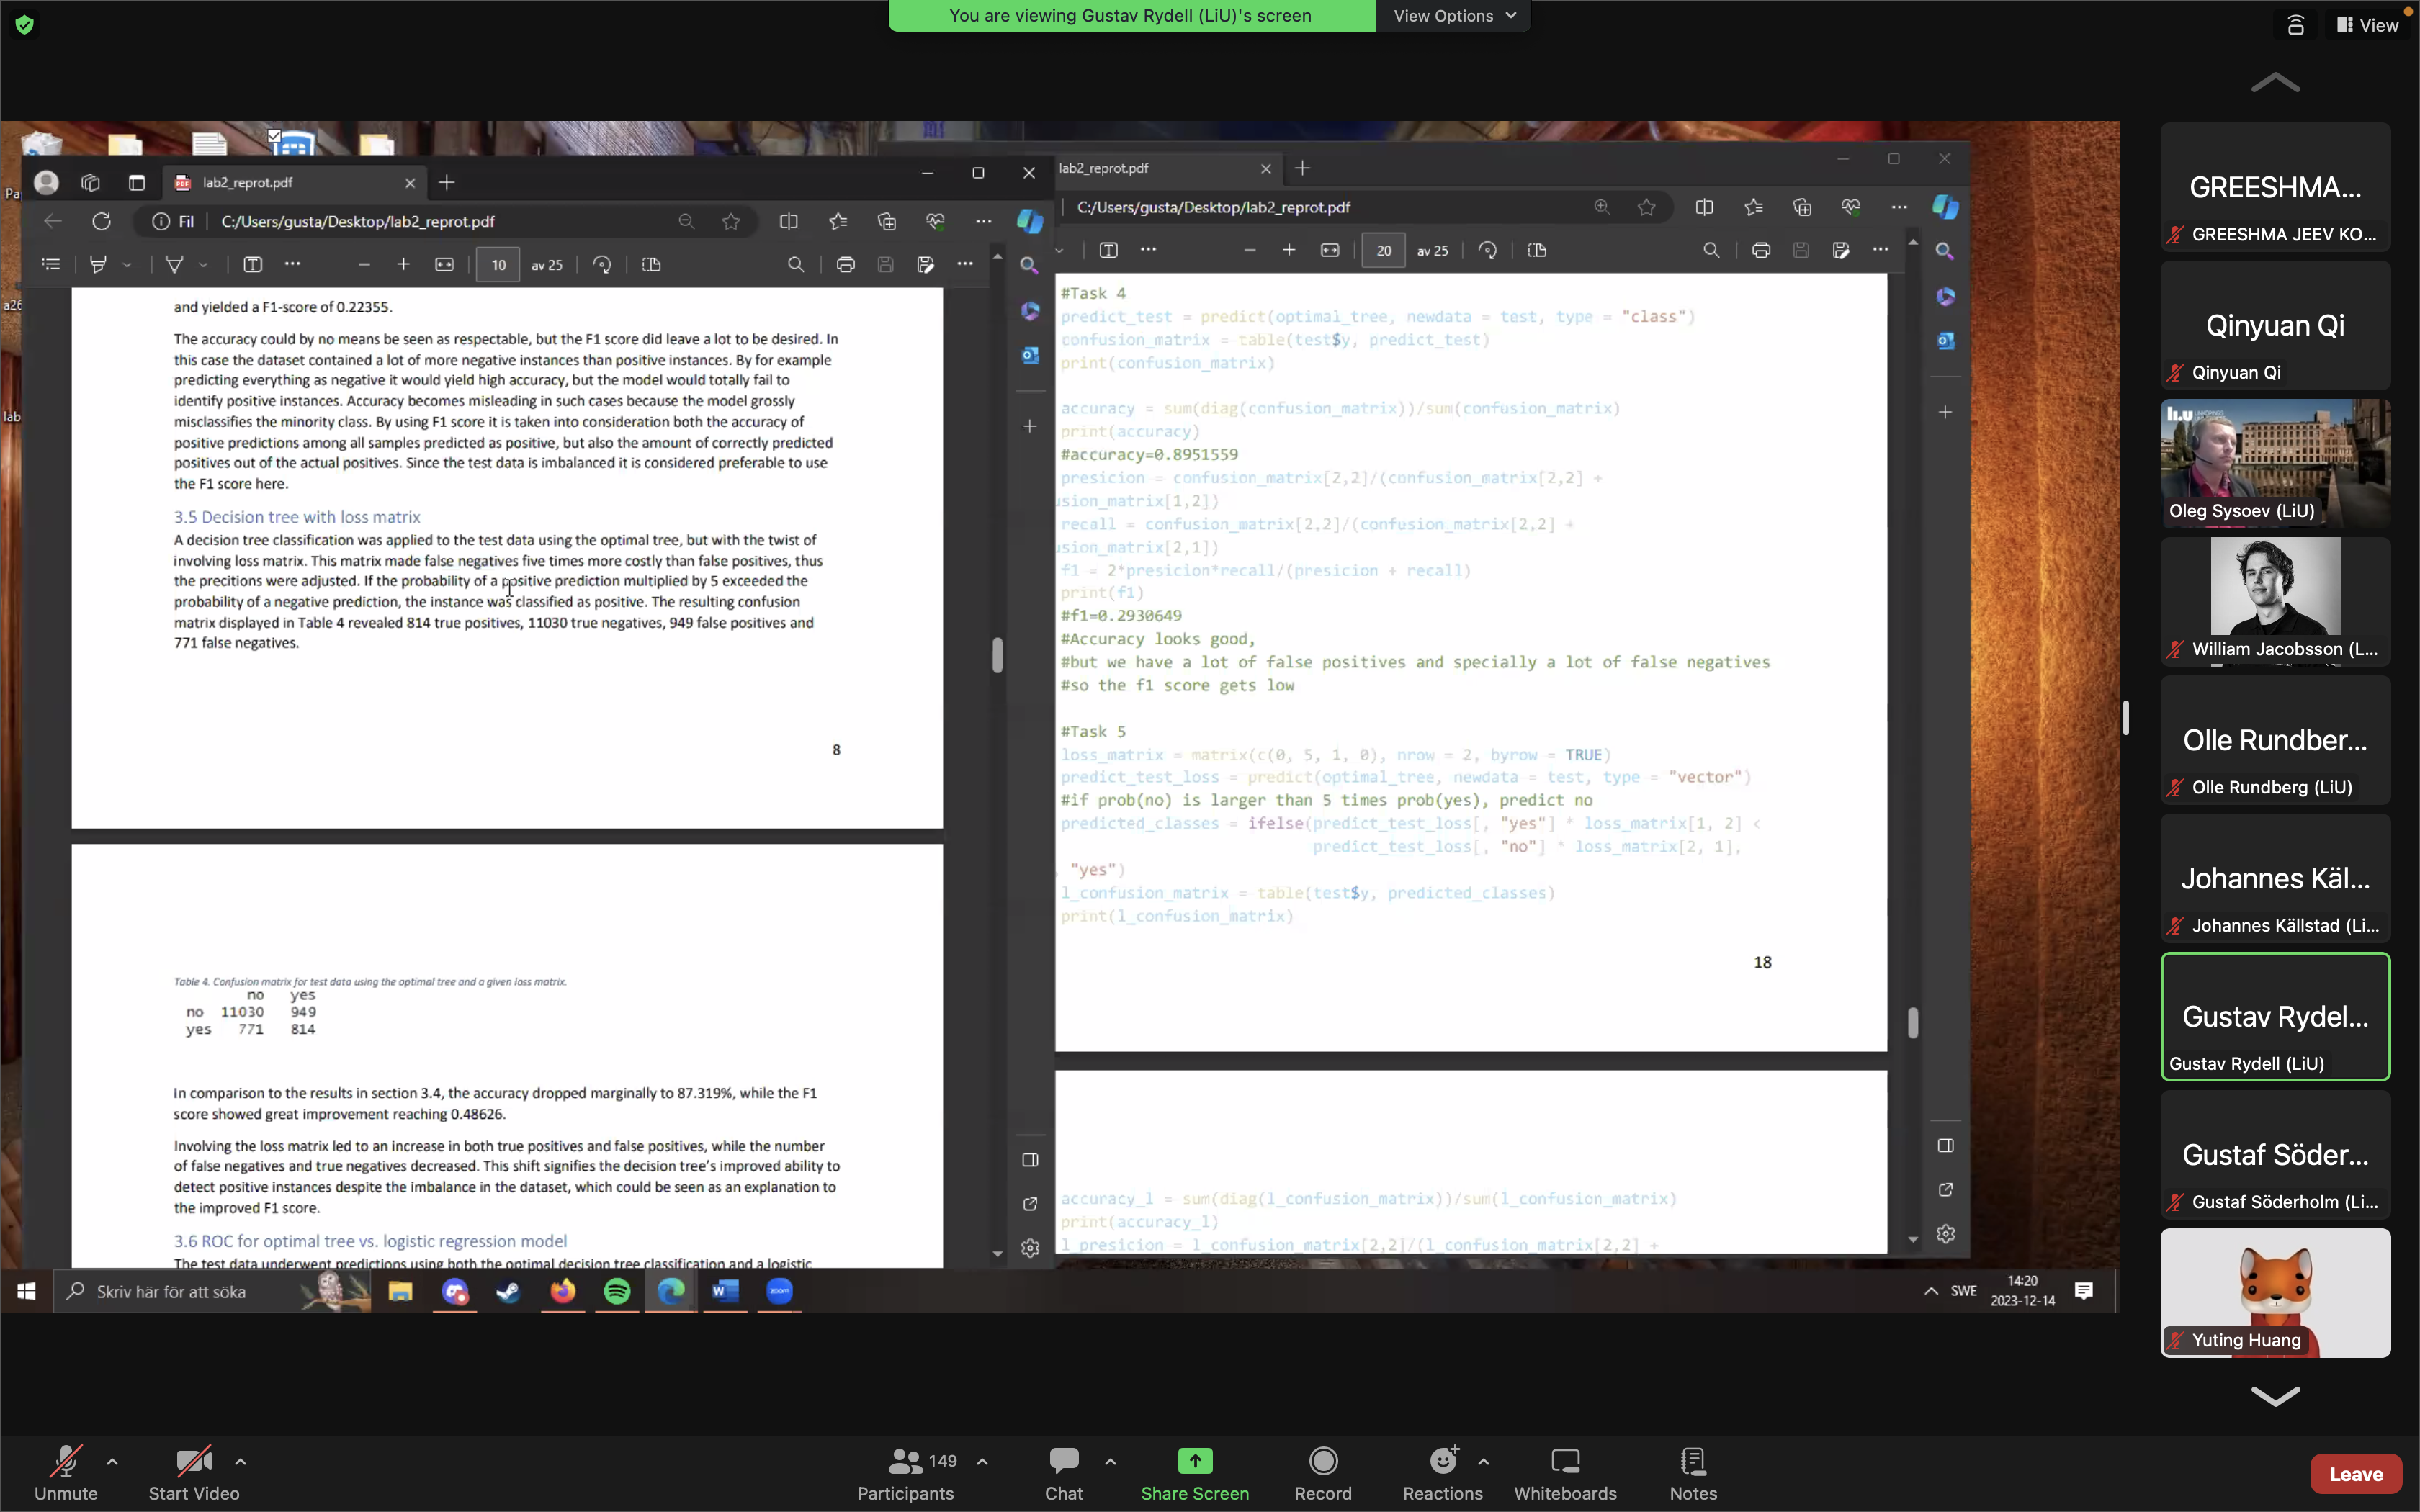 You are viewing Gustav Rydell (LiU)'s screen
View Options
View
lab2_reprot.pdf
Fil
C:/Users/gusta/Desktop/lab2_reprot.pdf
10
av 25
and yielded a F1-score of 0.22355.
The accuracy could by no means be seen as respectable, but the F1 score did leave a lot to be desired. In
this case the dataset contained a lot of more negative instances than positive instances. By for example
predicting everything as negative it would yield high accuracy, but the model would totally fail to
identify positive instances. Accuracy becomes misleading in such cases because the model grossly
misclassifies the minority class. By using F1 score it is taken into consideration both the accuracy of
positive predictions among all samples predicted as positive, but also the amount of correctly predicted
positives out of the actual positives. Since the test data is imbalanced it is considered preferable to use
the F1 score here.
3.5 Decision tree with loss matrix
A decision tree classification was applied to the test data using the optimal tree, but with the twist of
involving loss matrix. This matrix made false negatives five times more costly than false positives, thus
the precitions were adjusted. If the probability of a positive prediction multiplied by 5 exceeded the
probability of a negative prediction, the instance was classified as positive. The resulting confusion
matrix displayed in Table 4 revealed 814 true positives, 11030 true negatives, 949 false positives and
771 false negatives.
8
Table 4. Confusion matrix for test data using the optimal tree and a given loss matrix.
no yes
no 11030 949
yes 771 814
In comparison to the results in section 3.4, the accuracy dropped marginally to 87.319%, while the F1
score showed great improvement reaching 0.48626.
Involving the loss matrix led to an increase in both true positives and false positives, while the number
of false negatives and true negatives decreased. This shift signifies the decision tree's improved ability to
detect positive instances despite the imbalance in the dataset, which could be seen as an explanation to
the improved F1 score.
3.6 ROC for optimal tree vs. logistic regression model
The test data underwent predictions using both the optimal decision tree classification and a logistic
lab2_reprot.pdf
C:/Users/gusta/Desktop/lab2_reprot.pdf
20
av 25
#Task 4
predict_test = predict(optimal_tree, newdata = test, type = "class")
confusion_matrix = table(test$y, predict_test)
print(confusion_matrix)
accuracy = sum(diag(confusion_matrix))/sum(confusion_matrix)
print(accuracy)
#accuracy=0.8951559
presicion = confusion_matrix[2,2]/(confusion_matrix[2,2] +
usion_matrix[1,2])
recall = confusion_matrix[2,2]/(confusion_matrix[2,2] +
usion_matrix[2,1])
f1 = 2*presicion*recall/(presicion + recall)
print(f1)
#f1=0.2930649
#Accuracy looks good,
#but we have a lot of false positives and specially a lot of false negatives
#so the f1 score gets low
#Task 5
loss_matrix = matrix(c(0, 5, 1, 0), nrow = 2, byrow = TRUE)
predict_test_loss = predict(optimal_tree, newdata = test, type = "vector")
#if prob(no) is larger than 5 times prob(yes), predict no
predicted_classes = ifelse(predict_test_loss[, "yes"] * loss_matrix[1, 2] <
predict_test_loss[, "no"] * loss_matrix[2, 1],
, "yes")
l_confusion_matrix = table(test$y, predicted_classes)
print(l_confusion_matrix)
18
accuracy_l = sum(diag(l_confusion_matrix))/sum(l_confusion_matrix)
print(accuracy_l)
l_presicion = l_confusion_matrix[2,2]/(l_confusion_matrix[2,2] +
Pa
a26
lab
Skriv här för att söka
zoom
SWE
14:20
2023-12-14
GREESHMA...
GREESHMA JEEV KO...
Qinyuan Qi
Qinyuan Qi
Oleg Sysoev (LiU)
William Jacobsson (L...
Olle Rundber...
Olle Rundberg (LiU)
Johannes Käl...
Johannes Källstad (Li...
Gustav Rydel...
Gustav Rydell (LiU)
Gustaf Söder...
Gustaf Söderholm (Li...
Yuting Huang
Unmute
Start Video
149
Participants
Chat
Share Screen
Record
Reactions
Whiteboards
Notes
Leave